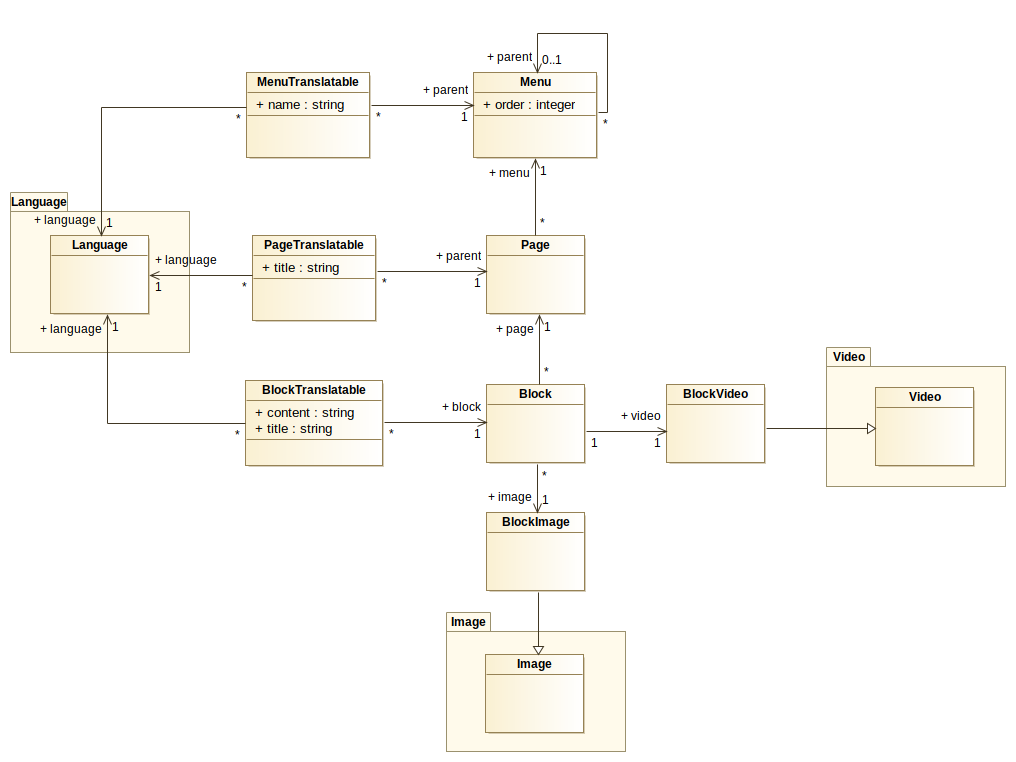 + parent
0..1
MenuTranslatable
+ name : string
*
*
+ parent
1
Menu
+ order : integer
*
+ menu
1
*
Language
+ language
1
Language
+ language
1
*
PageTranslatable
+ title : string
*
+ parent
1
Page
+ language
1
+ page
1
*
BlockTranslatable
+ content : string
+ title : string
*
*
+ block
1
Block
1
+ video
1
BlockVideo
Video
Video
*
+ image
1
BlockImage
Image
Image